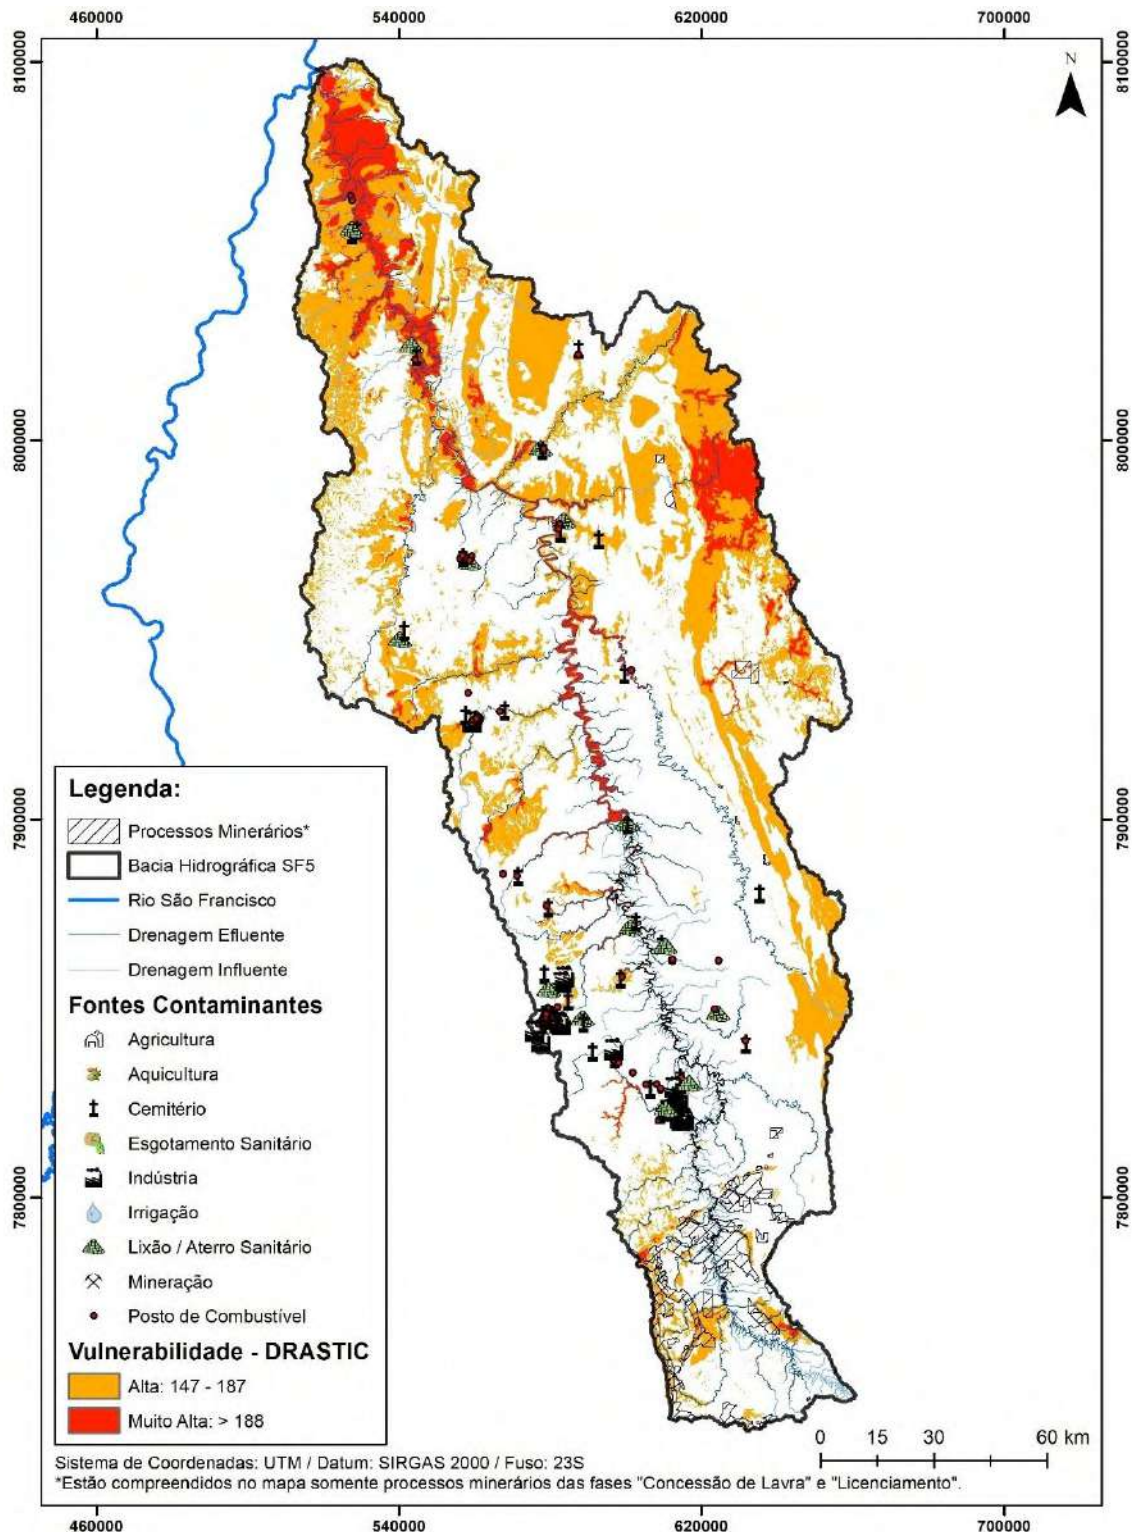 460000 540000 620000 700000
8100000 8100000
N
8000000 8000000
7900000 7900000
7800000 7800000
Legenda:
Processos Minerários*
Bacia Hidrográfica SF5
Rio São Francisco
Drenagem Efluente
Drenagem Influente
Fontes Contaminantes
Agricultura
Aquicultura
Cemitério
Esgotamento Sanitário
Indústria
Irrigação
Lixão / Aterro Sanitário
Mineração
Posto de Combustível
Vulnerabilidade - DRASTIC
Alta: 147 - 187
Muito Alta: > 188
0 15 30 60 km
Sistema de Coordenadas: UTM / Datum: SIRGAS 2000 / Fuso: 23S
*Estão compreendidos no mapa somente processos minerários das fases "Concessão de Lavra" e "Licenciamento".
460000 540000 620000 700000